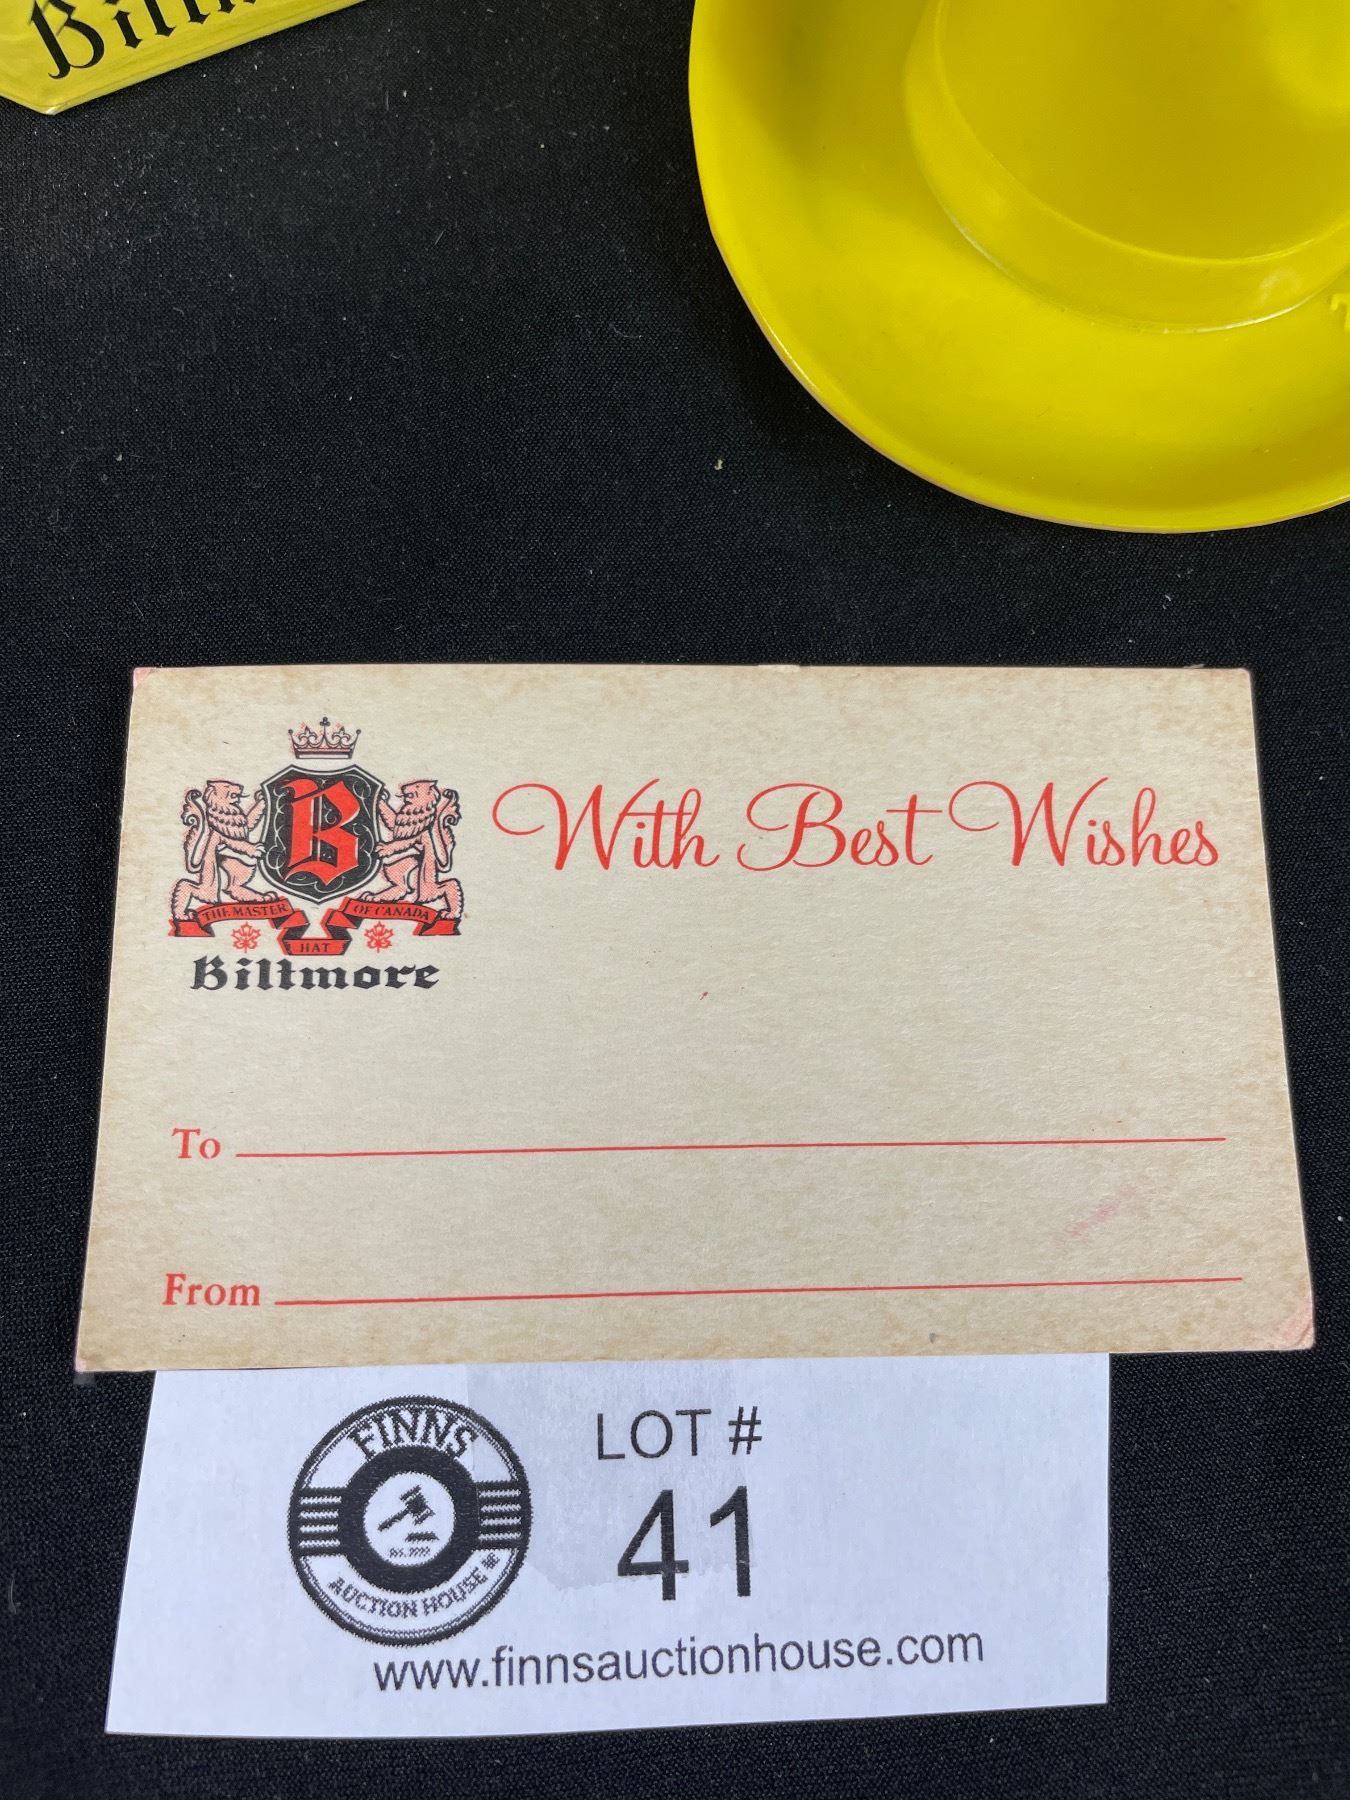 B
With Best Wishes
THE MASTER HAT OF CANADA
Biltmore
To
From
FINNS
AUCTION HOUSE
LOT #
41
www.finnsauctionhouse.com